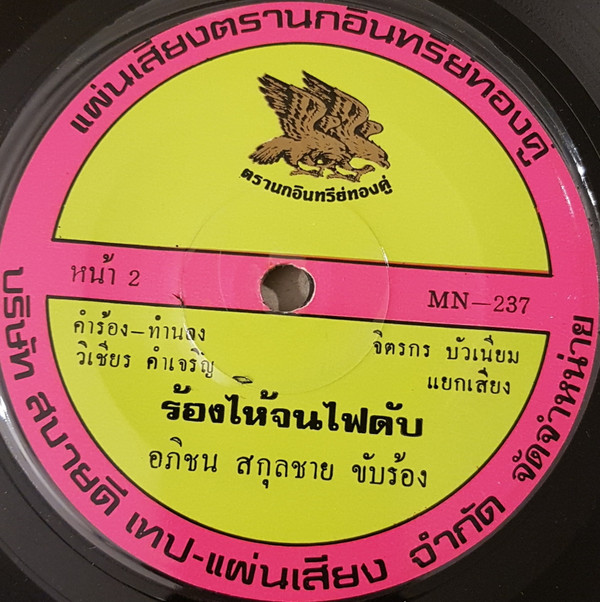 แผ่นเสียงตรานกอินทรีย์ทองคู่
ตรานกอินทรีย์ทองคู่
หน้า 2
MN-237
คำร้อง-ทำนอง
วิเชียร คำเจริญ
จิตรกร บัวเนียม
แยกเสียง
ร้องไห้จนไฟดับ
อภิชน สกุลชาย ขับร้อง
บริษัท สบายดี เทป-แผ่นเสียง จำกัด จัดจำหน่าย